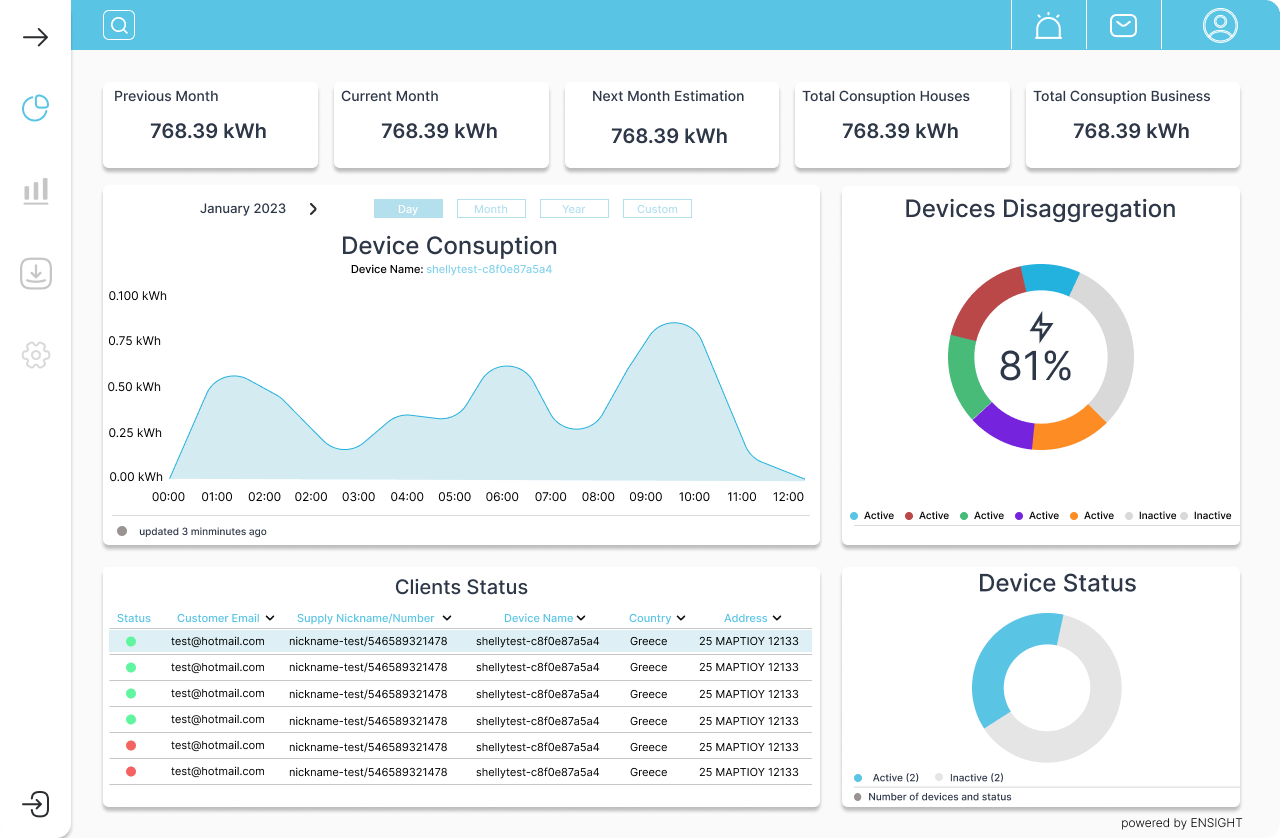 Previous Month
768.39 kWh
Current Month
768.39 kWh
Next Month Estimation
768.39 kWh
Total Consuption Houses
768.39 kWh
Total Consuption Business
768.39 kWh
January 2023
Day Month Year Custom
Device Consuption
Device Name: shellytest-c8f0e87a5a4
0.100 kWh
0.75 kWh
0.50 kWh
0.25 kWh
0.00 kWh
00:00 01:00 02:00 02:00 03:00 04:00 05:00 06:00 07:00 08:00 09:00 10:00 11:00 12:00
updated 3 minminutes ago
Devices Disaggregation
81%
Active Active Active Active Active Inactive Inactive
Clients Status
Status Customer Email Supply Nickname/Number Device Name Country Address
test@hotmail.com nickname-test/546589321478 shellytest-c8f0e87a5a4 Greece 25 ΜΑΡΤΙΟΥ 12133
test@hotmail.com nickname-test/546589321478 shellytest-c8f0e87a5a4 Greece 25 ΜΑΡΤΙΟΥ 12133
test@hotmail.com nickname-test/546589321478 shellytest-c8f0e87a5a4 Greece 25 ΜΑΡΤΙΟΥ 12133
test@hotmail.com nickname-test/546589321478 shellytest-c8f0e87a5a4 Greece 25 ΜΑΡΤΙΟΥ 12133
test@hotmail.com nickname-test/546589321478 shellytest-c8f0e87a5a4 Greece 25 ΜΑΡΤΙΟΥ 12133
test@hotmail.com nickname-test/546589321478 shellytest-c8f0e87a5a4 Greece 25 ΜΑΡΤΙΟΥ 12133
Device Status
Active (2) Inactive (2)
Number of devices and status
powered by ENSIGHT